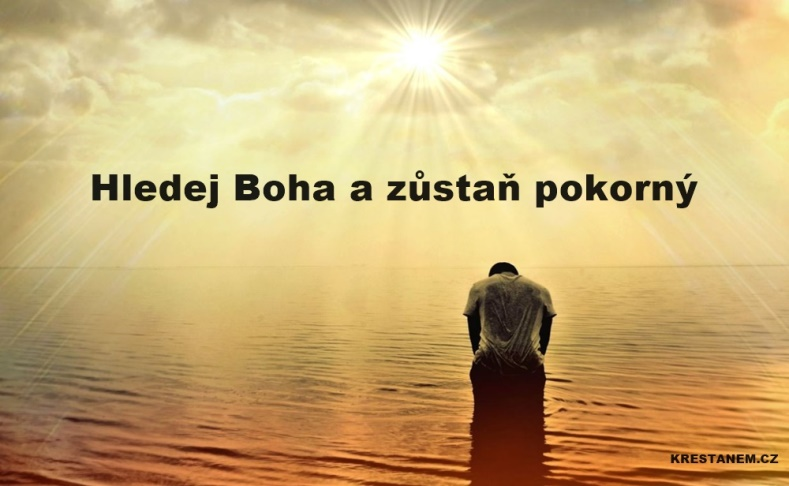 Hledej Boha a zůstaň pokorný
KRESTANEM.CZ